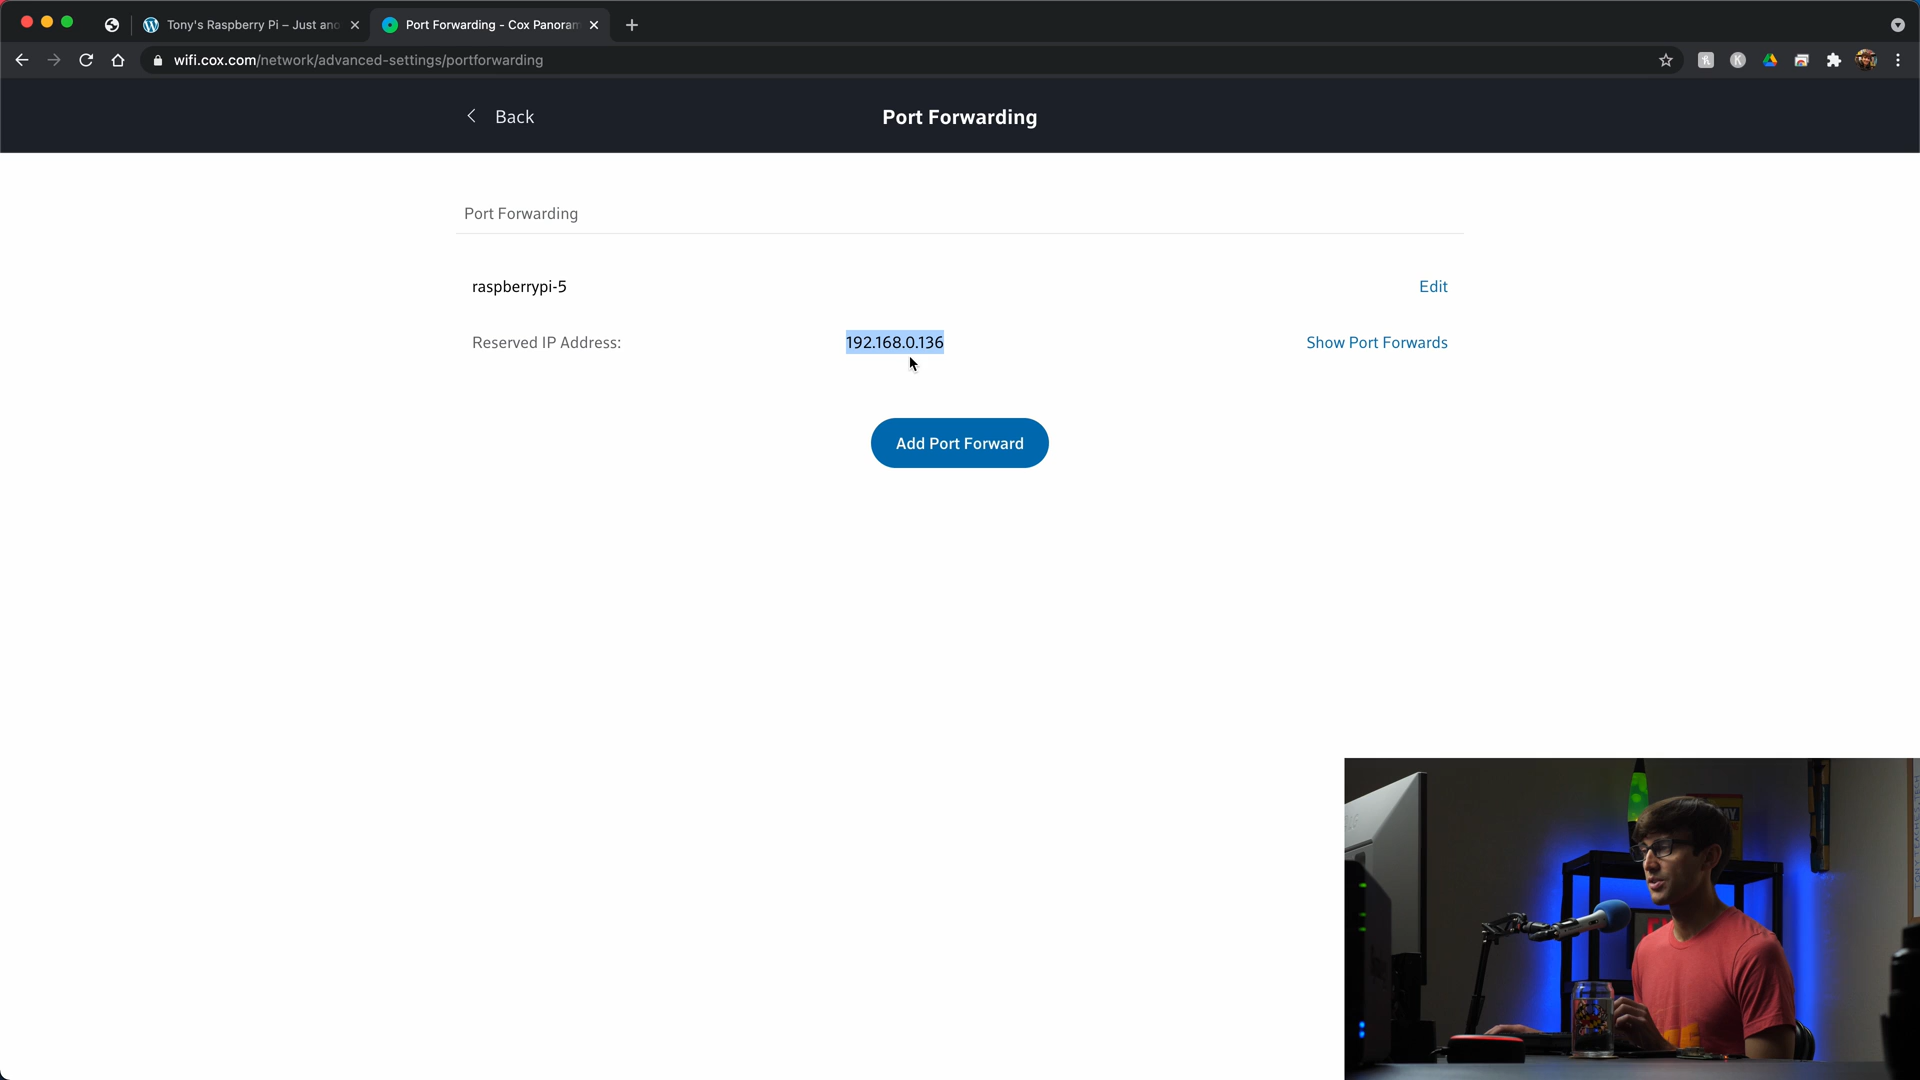 Tony's Raspberry Pi – Just ano
Port Forwarding - Cox Panoram
wifi.cox.com/network/advanced-settings/portforwarding
Back
Port Forwarding
Port Forwarding
raspberrypi-5
Edit
Reserved IP Address:
192.168.0.136
Show Port Forwards
Add Port Forward